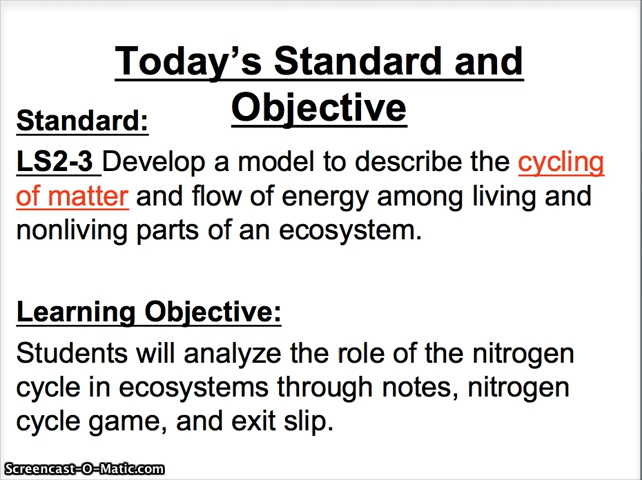 Today's Standard and
Objective
Standard:
LS2-3 Develop a model to describe the cycling
of matter and flow of energy among living and
nonliving parts of an ecosystem.
Learning Objective:
Students will analyze the role of the nitrogen
cycle in ecosystems through notes, nitrogen
cycle game, and exit slip.
Screencast-O-Matic.com